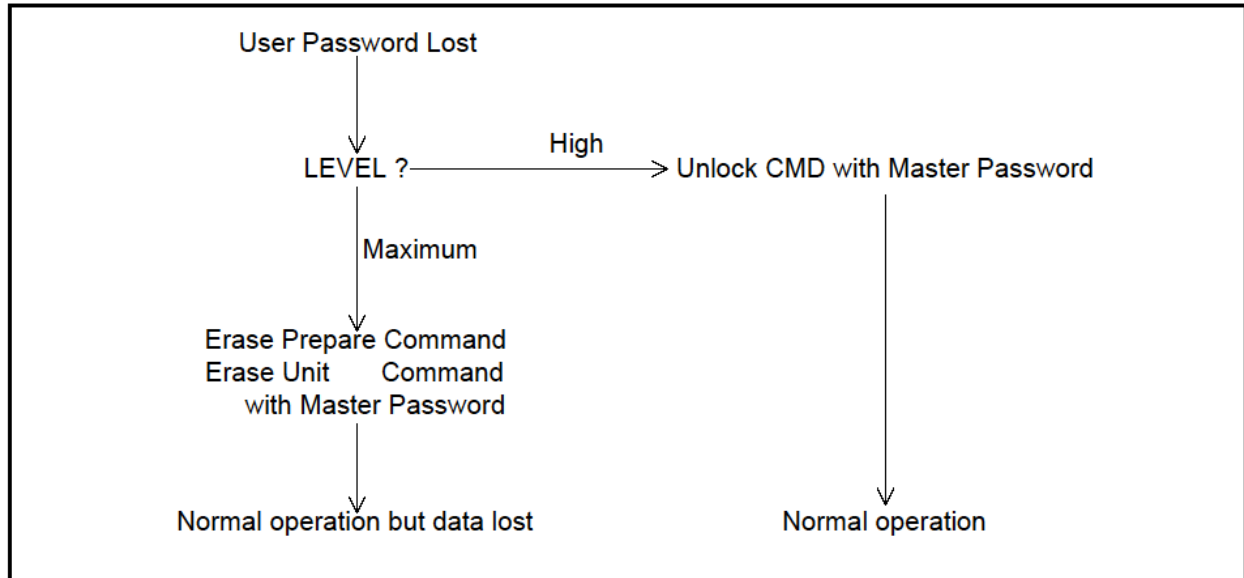 User Password Lost
High
LEVEL ?
Unlock CMD with Master Password
Maximum
Erase Prepare Command
Erase Unit Command
with Master Password
Normal operation but data lost
Normal operation